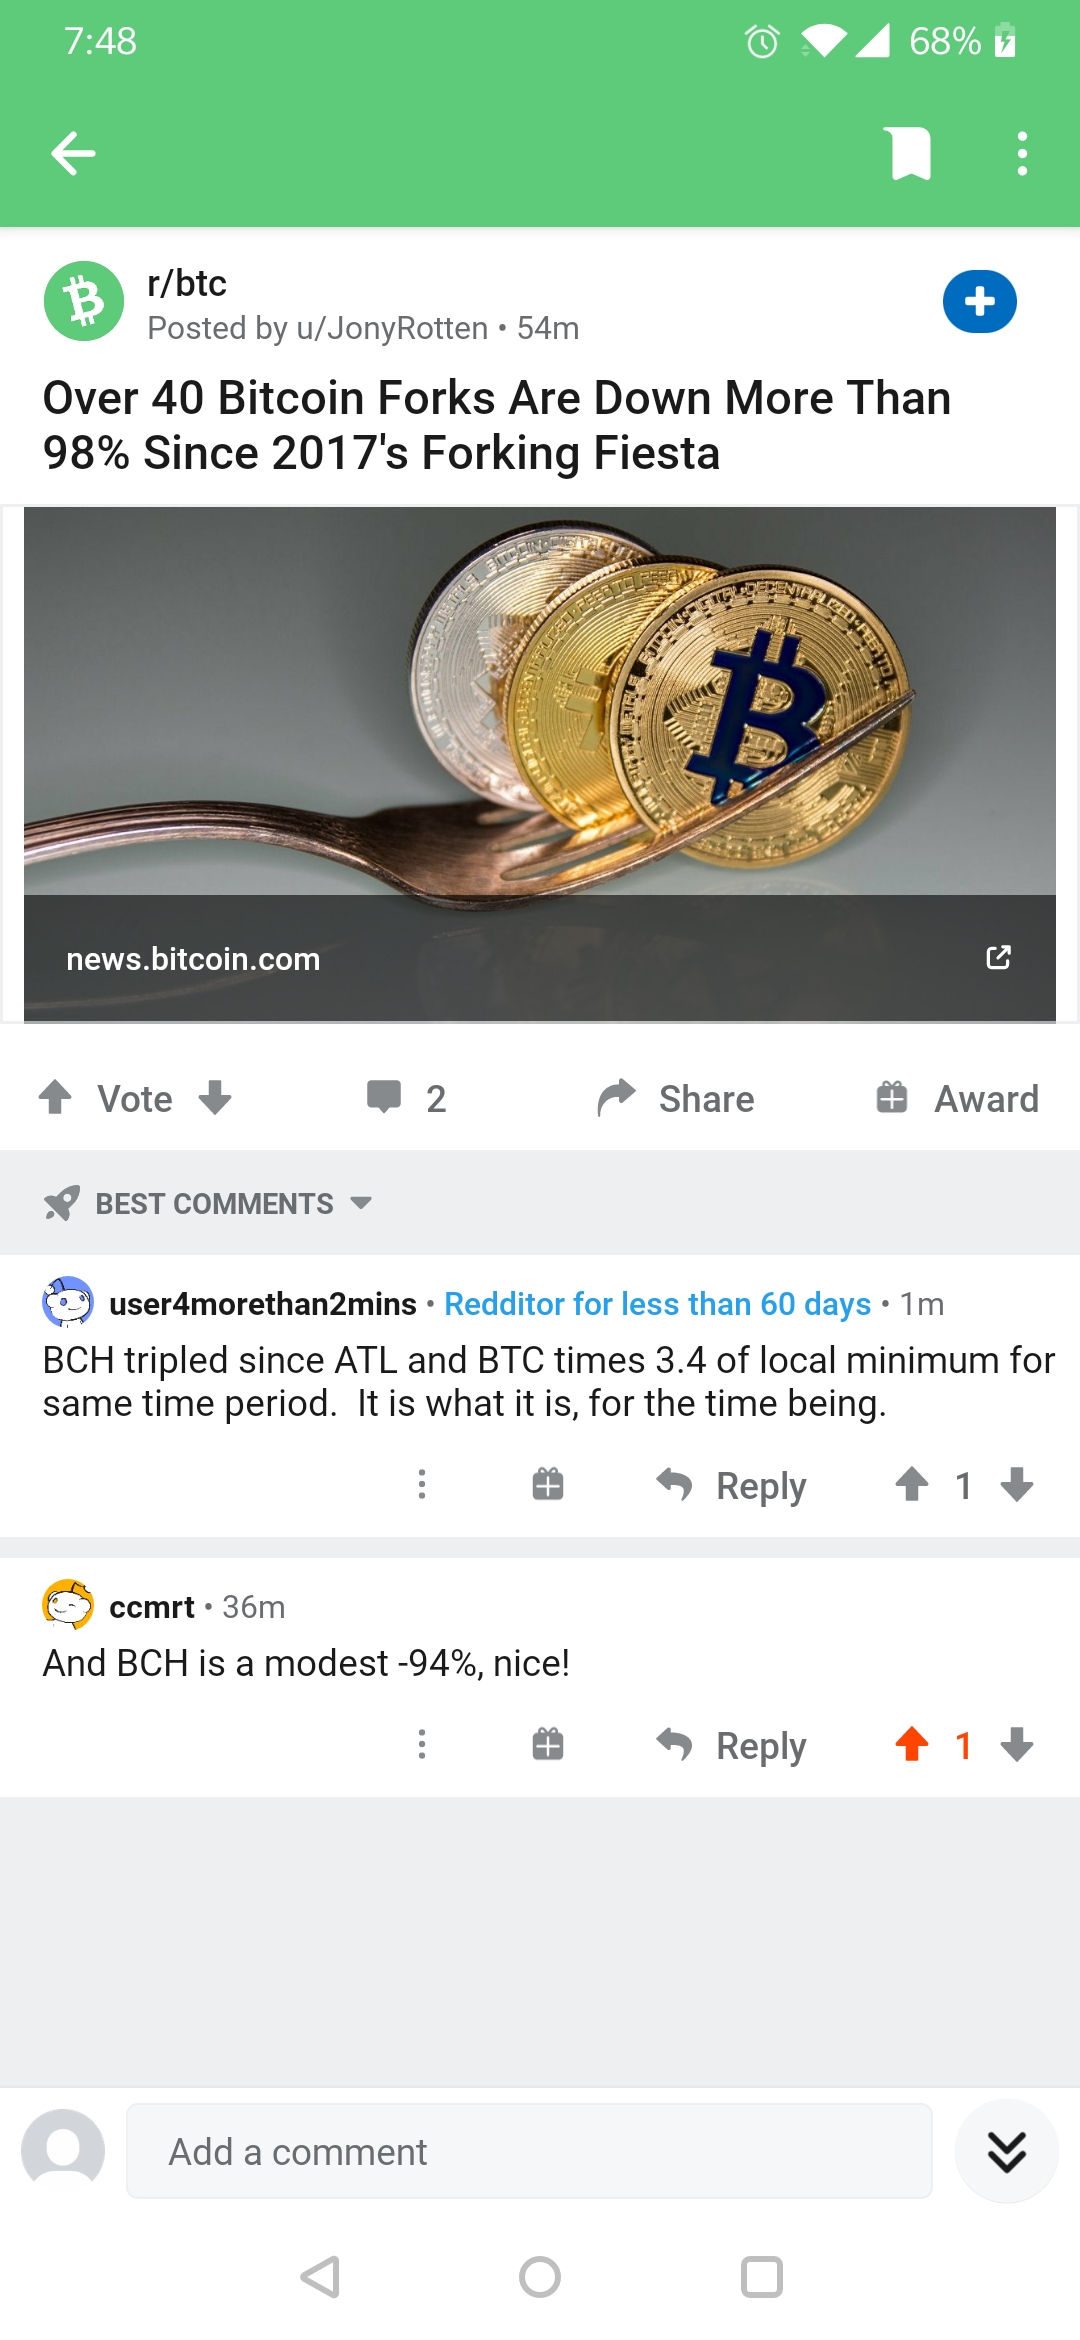 7:48
68%
r/btc
Posted by u/JonyRotten • 54m
Over 40 Bitcoin Forks Are Down More Than
98% Since 2017's Forking Fiesta
news.bitcoin.com
Vote
2
Share
Award
BEST COMMENTS
user4morethan2mins • Redditor for less than 60 days • 1m
BCH tripled since ATL and BTC times 3.4 of local minimum for
same time period.  It is what it is, for the time being.
Reply
1
ccmrt • 36m
And BCH is a modest -94%, nice!
Reply
1
Add a comment